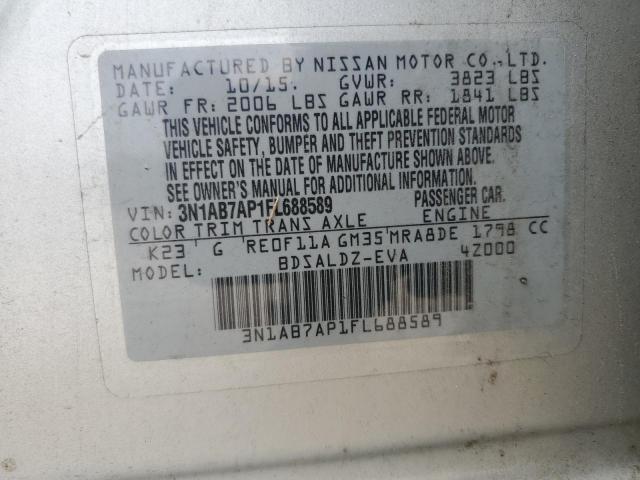 MANUFACTURED BY NISSAN MOTOR CO.,LTD.
DATE: 10/15. GVWR: 3823 LBS
GAWR FR: 2006 LBS GAWR RR: 1841 LBS
THIS VEHICLE CONFORMS TO ALL APPLICABLE FEDERAL MOTOR
VEHICLE SAFETY, BUMPER AND THEFT PREVENTION STANDARDS
IN EFFECT ON THE DATE OF MANUFACTURE SHOWN ABOVE.
SEE OWNER'S MANUAL FOR ADDITIONAL INFORMATION.
VIN: 3N1AB7AP1FL688589 PASSENGER CAR.
COLOR TRIM TRANS AXLE ENGINE
K23 G RE0F11A GM35 MRA8DE 1798 CC
MODEL: BDSALDZ-EVA 4Z000
3N1AB7AP1FL688589